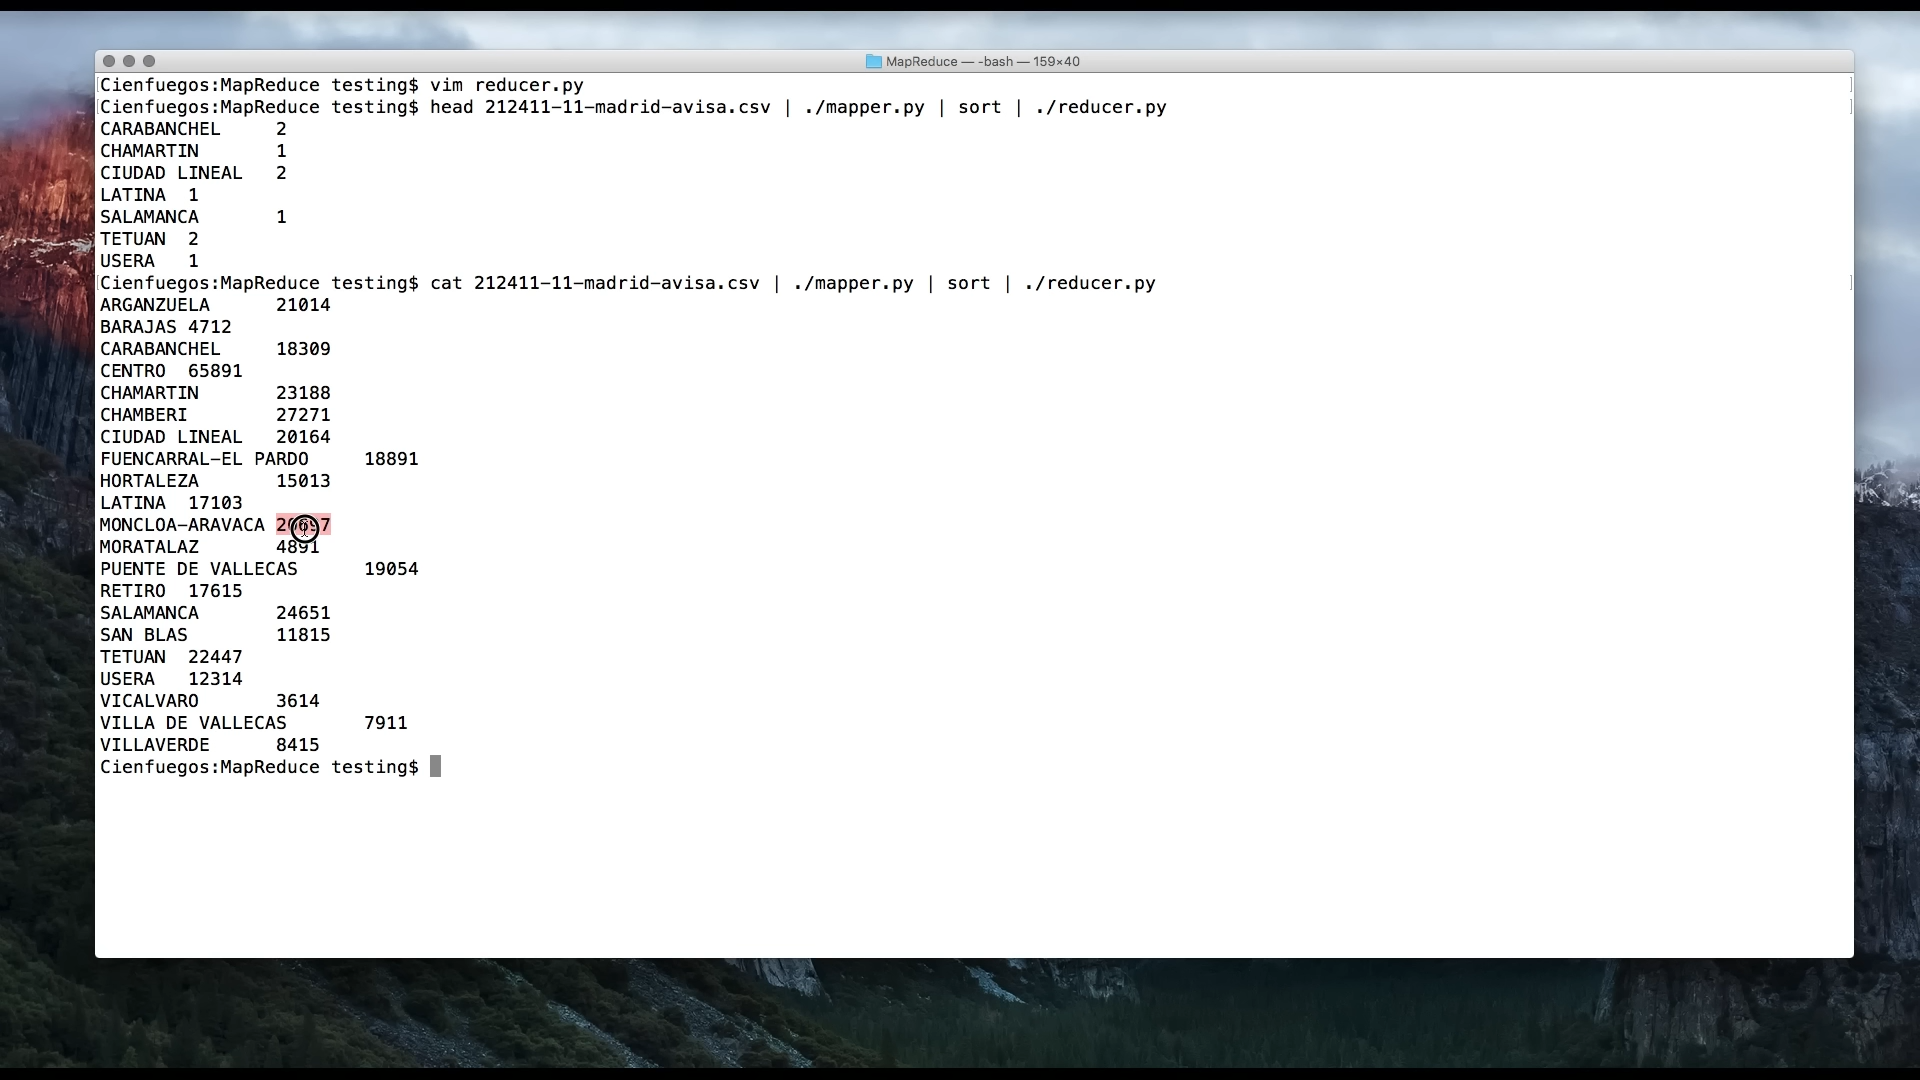 MapReduce — -bash — 159×40
Cienfuegos:MapReduce testing$ vim reducer.py
Cienfuegos:MapReduce testing$ head 212411-11-madrid-avisa.csv | ./mapper.py | sort | ./reducer.py
CARABANCHEL 2
CHAMARTIN 1
CIUDAD LINEAL 2
LATINA 1
SALAMANCA 1
TETUAN 2
USERA 1
Cienfuegos:MapReduce testing$ cat 212411-11-madrid-avisa.csv | ./mapper.py | sort | ./reducer.py
ARGANZUELA 21014
BARAJAS 4712
CARABANCHEL 18309
CENTRO 65891
CHAMARTIN 23188
CHAMBERI 27271
CIUDAD LINEAL 20164
FUENCARRAL-EL PARDO 18891
HORTALEZA 15013
LATINA 17103
MONCLOA-ARAVACA
MORATALAZ 4891
PUENTE DE VALLECAS 19054
RETIRO 17615
SALAMANCA 24651
SAN BLAS 11815
TETUAN 22447
USERA 12314
VICALVARO 3614
VILLA DE VALLECAS 7911
VILLAVERDE 8415
Cienfuegos:MapReduce testing$